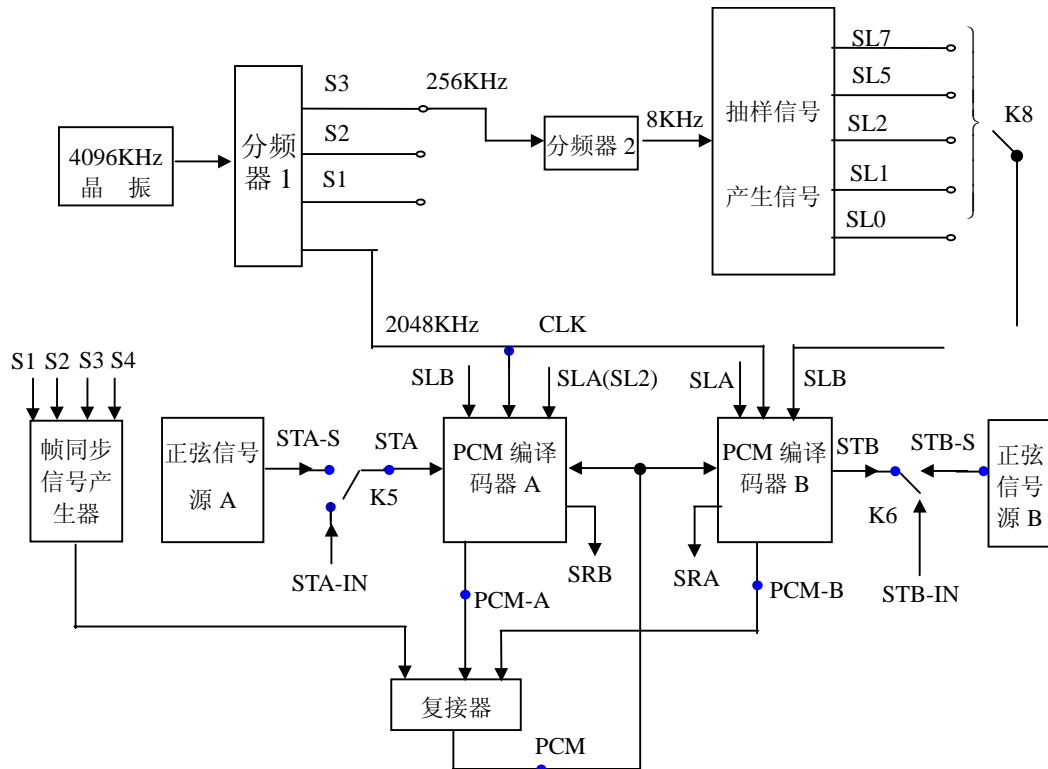 4096KHz
晶 振
分频
器 1
S3
S2
S1
256KHz
分频器 2
8KHz
抽样信号
产生信号
SL7
SL5
SL2
SL1
SL0
K8
2048KHz
CLK
S1
S2
S3
S4
帧同步
信号产
生器
正弦信号
源 A
STA-S
STA
K5
STA-IN
SLB
SLA(SL2)
PCM 编译
码器 A
SRB
PCM-A
SLA
SLB
PCM 编译
码器 B
SRA
PCM-B
STB
STB-S
K6
STB-IN
正弦
信号
源 B
复接器
PCM